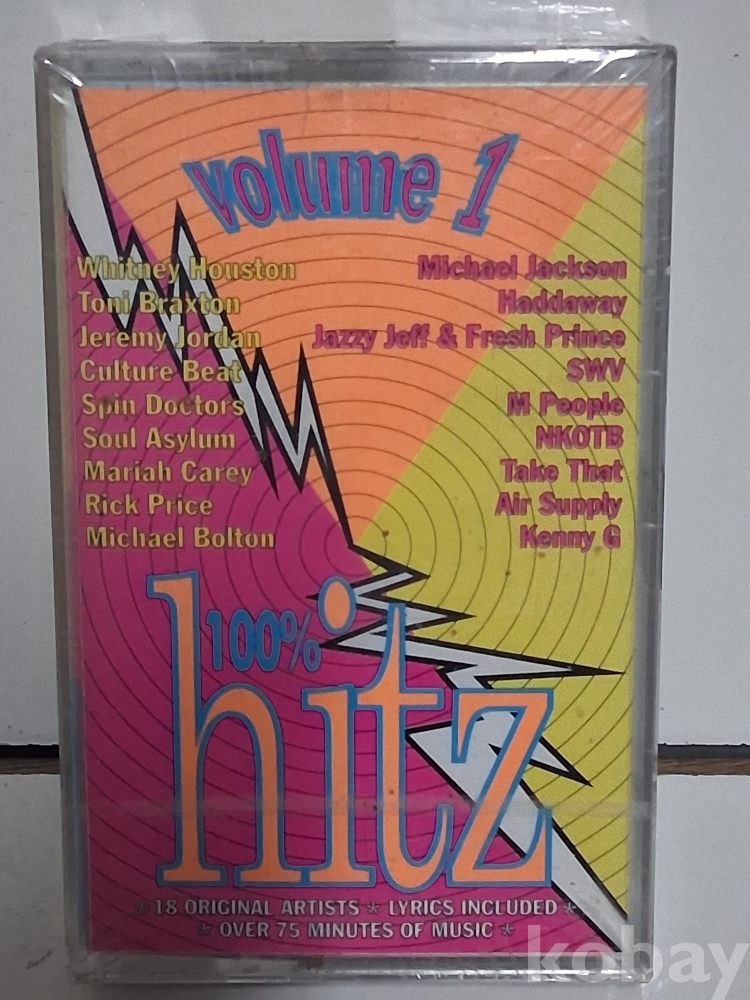 volume 1
Whitney Houston
Toni Braxton
Jeremy Jordan
Culture Beat
Spin Doctors
Soul Asylum
Mariah Carey
Rick Price
Michael Bolton
Michael Jackson
Haddaway
Jazzy Jeff & Fresh Prince
SWV
M People
NKOTB
Take That
Air Supply
Kenny G
100%
hitz
* 18 ORIGINAL ARTISTS * LYRICS INCLUDED *
* OVER 75 MINUTES OF MUSIC *
kobay